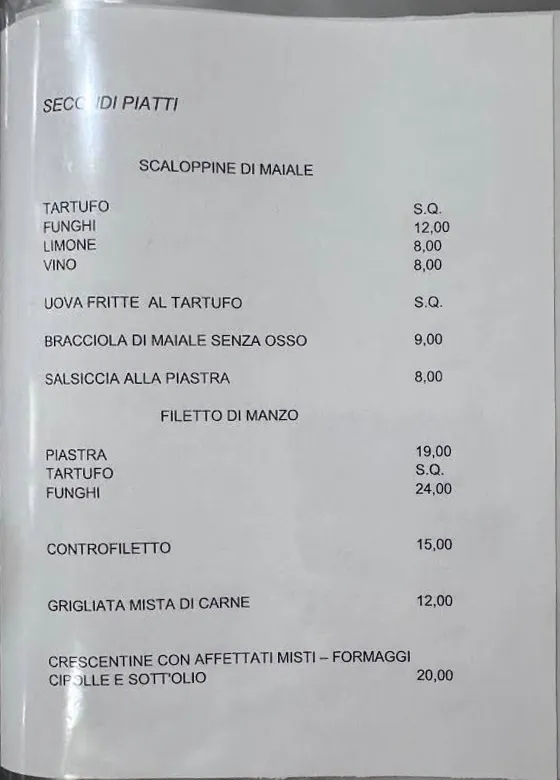 SECONDI PIATTI
SCALOPPINE DI MAIALE
TARTUFO S.Q.
FUNGHI 12,00
LIMONE 8,00
VINO 8,00
UOVA FRITTE AL TARTUFO S.Q.
BRACCIOLA DI MAIALE SENZA OSSO 9,00
SALSICCIA ALLA PIASTRA 8,00
FILETTO DI MANZO
PIASTRA 19,00
TARTUFO S.Q.
FUNGHI 24,00
CONTROFILETTO 15,00
GRIGLIATA MISTA DI CARNE 12,00
CRESCENTINE CON AFFETTATI MISTI – FORMAGGI
CIPOLLE E SOTT'OLIO 20,00